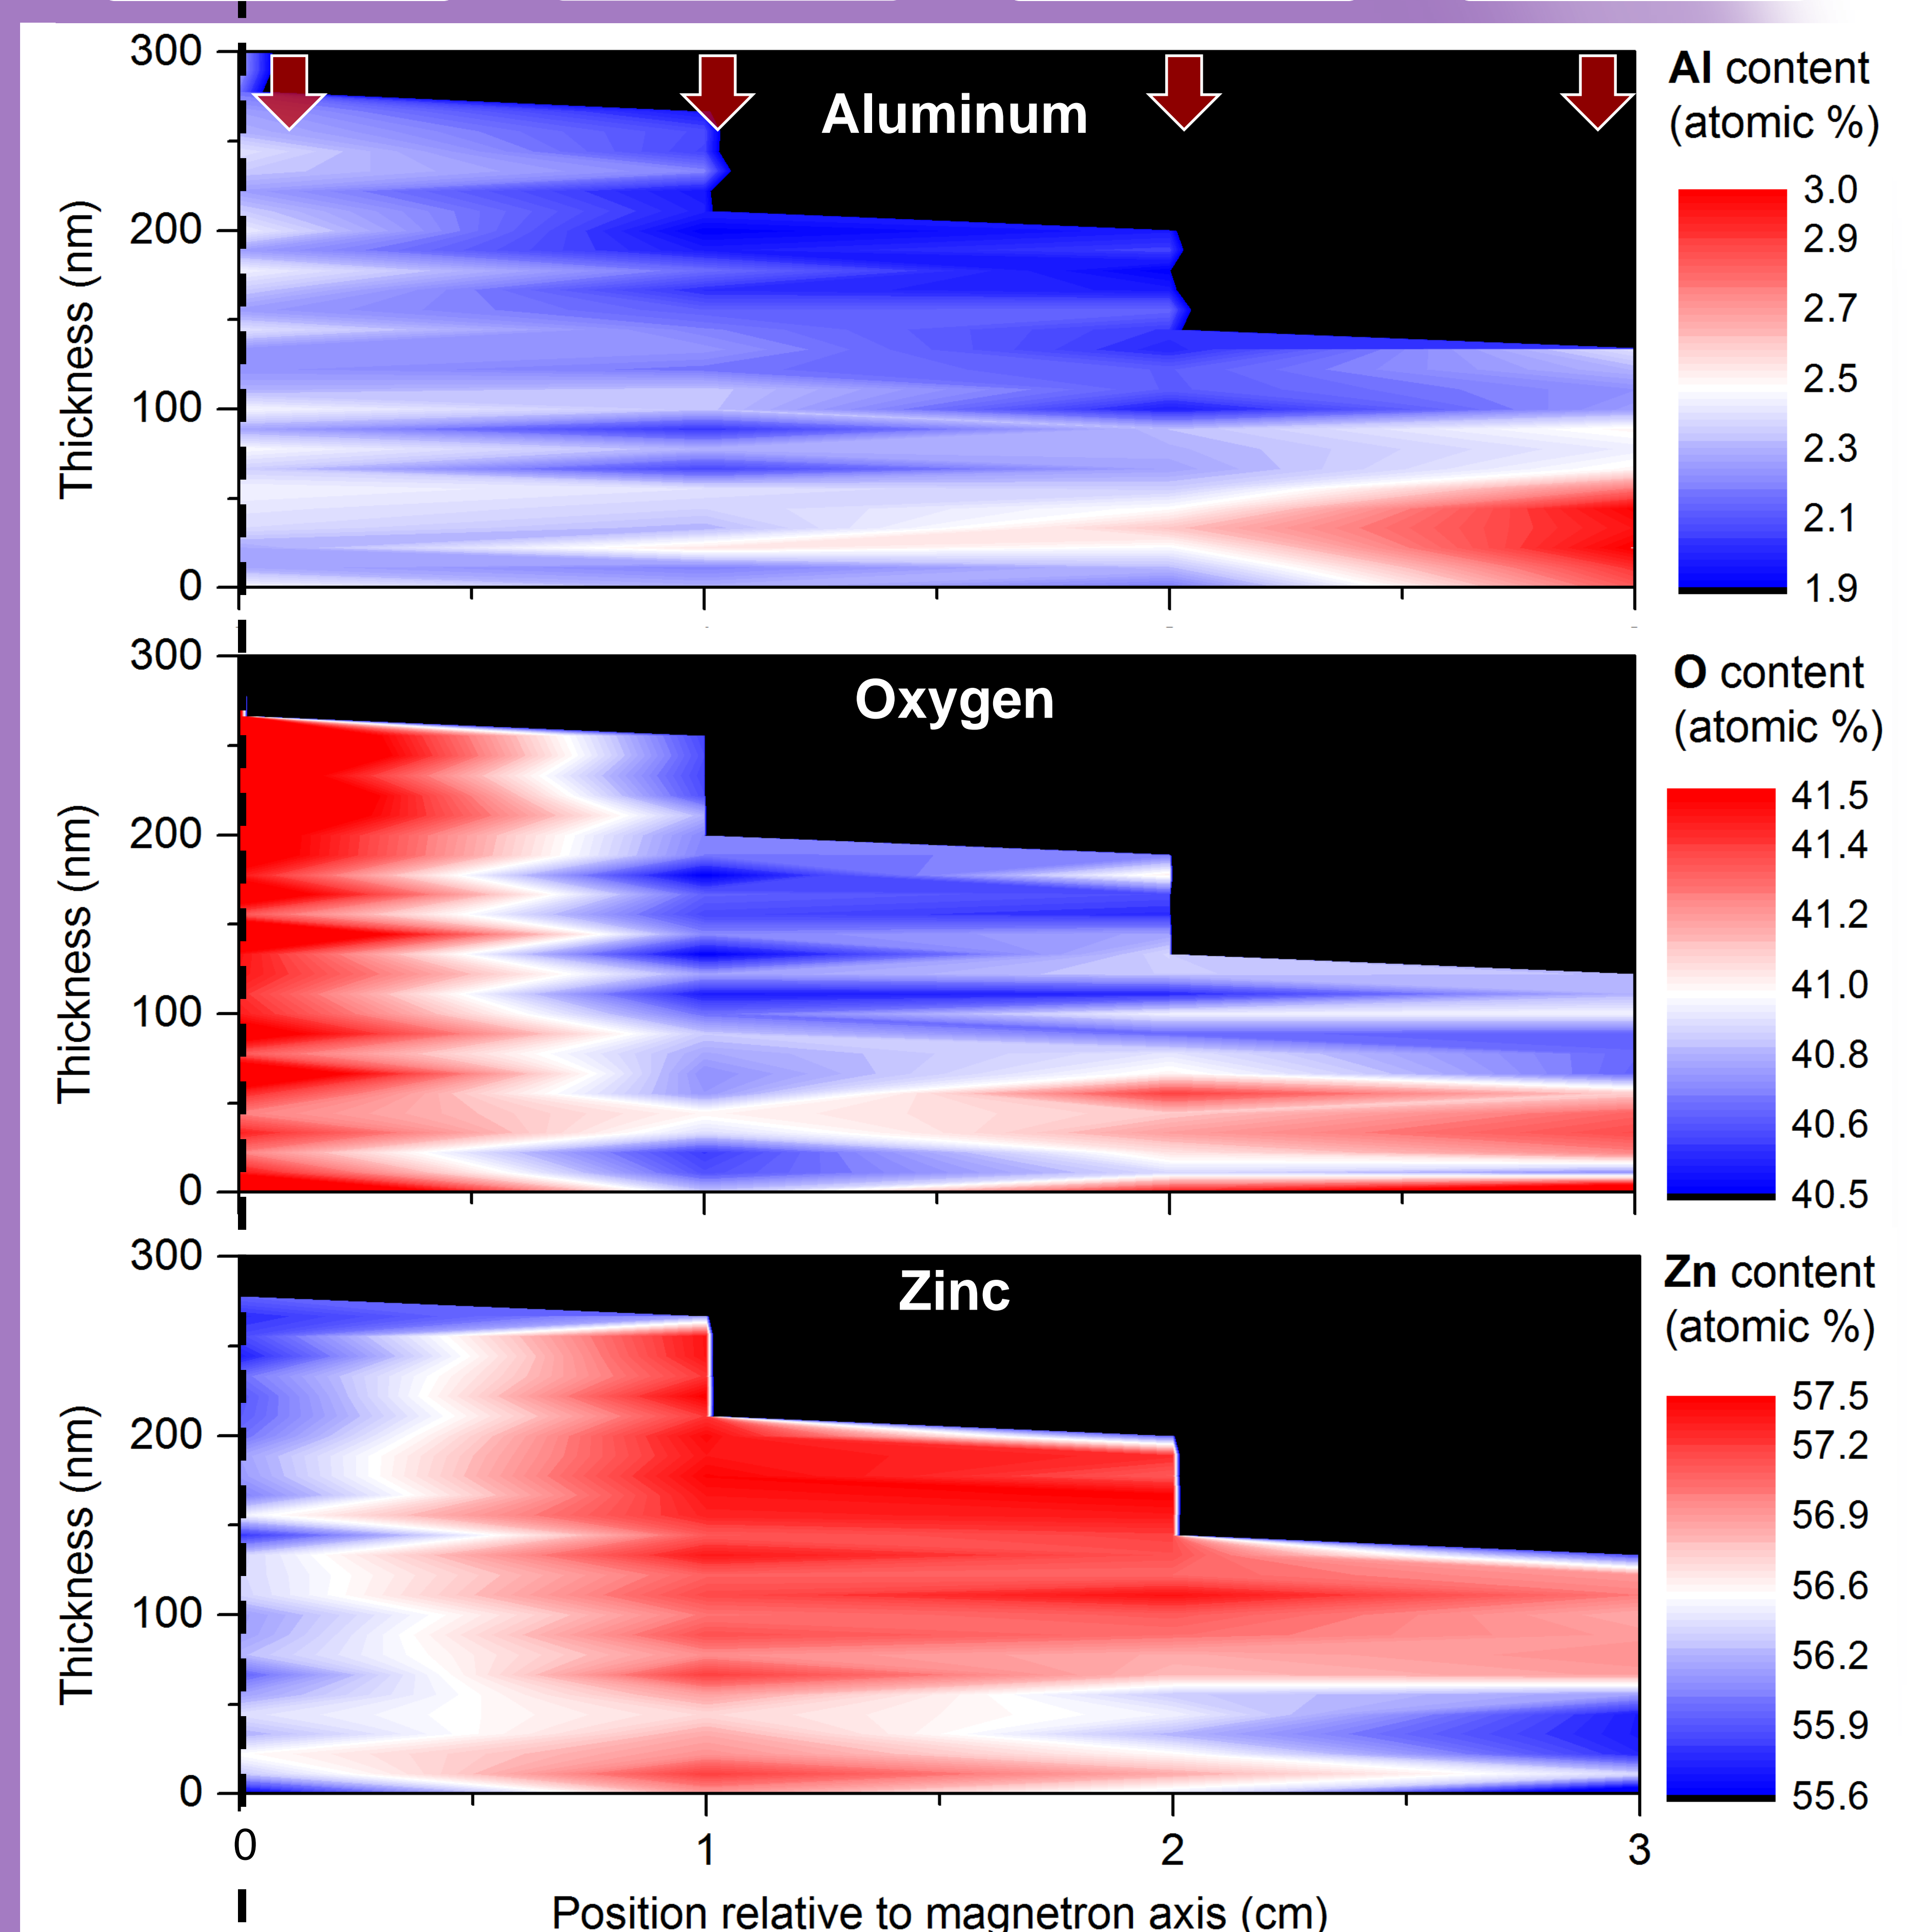 300
200
100
0
Thickness (nm)
Aluminum
Al content
(atomic %)
3.0
2.9
2.7
2.5
2.3
2.1
1.9
300
200
100
0
Thickness (nm)
Oxygen
O content
(atomic %)
41.5
41.4
41.2
41.0
40.8
40.6
40.5
300
200
100
0
Thickness (nm)
Zinc
Zn content
(atomic %)
57.5
57.2
56.9
56.6
56.2
55.9
55.6
0 1 2 3
Position relative to magnetron axis (cm)